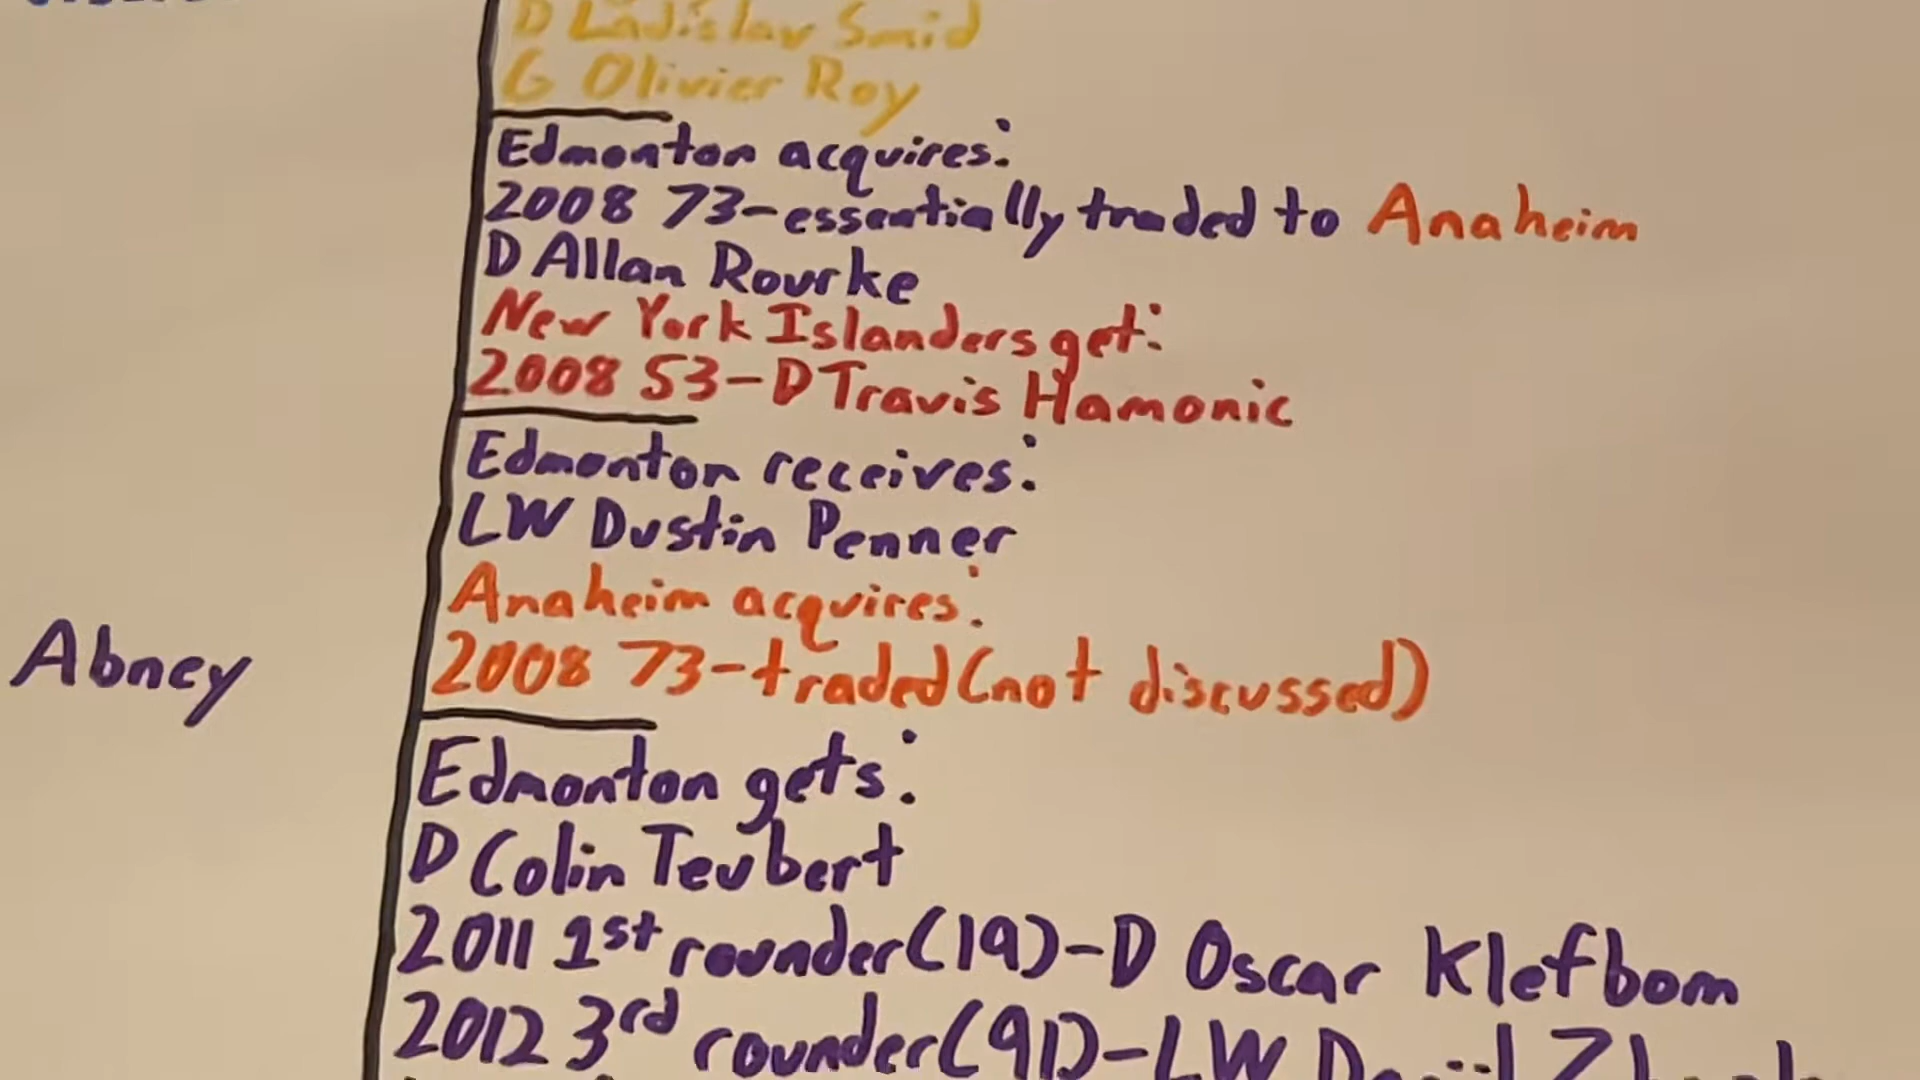 D Ladislav Smid
G Olivier Roy
Edmonton acquires:
2008 73-essentially traded to Anaheim
D Allan Rourke
New York Islanders get:
2008 53-D Travis Hamonic
Edmonton receives:
LW Dustin Penner
Anaheim acquires:
2008 73-traded(not discussed)
Abney
Edmonton gets:
D Colin Teubert
2011 1st rounder(19)-D Oscar Klefbom
2012 3rd rounder(91)-LW